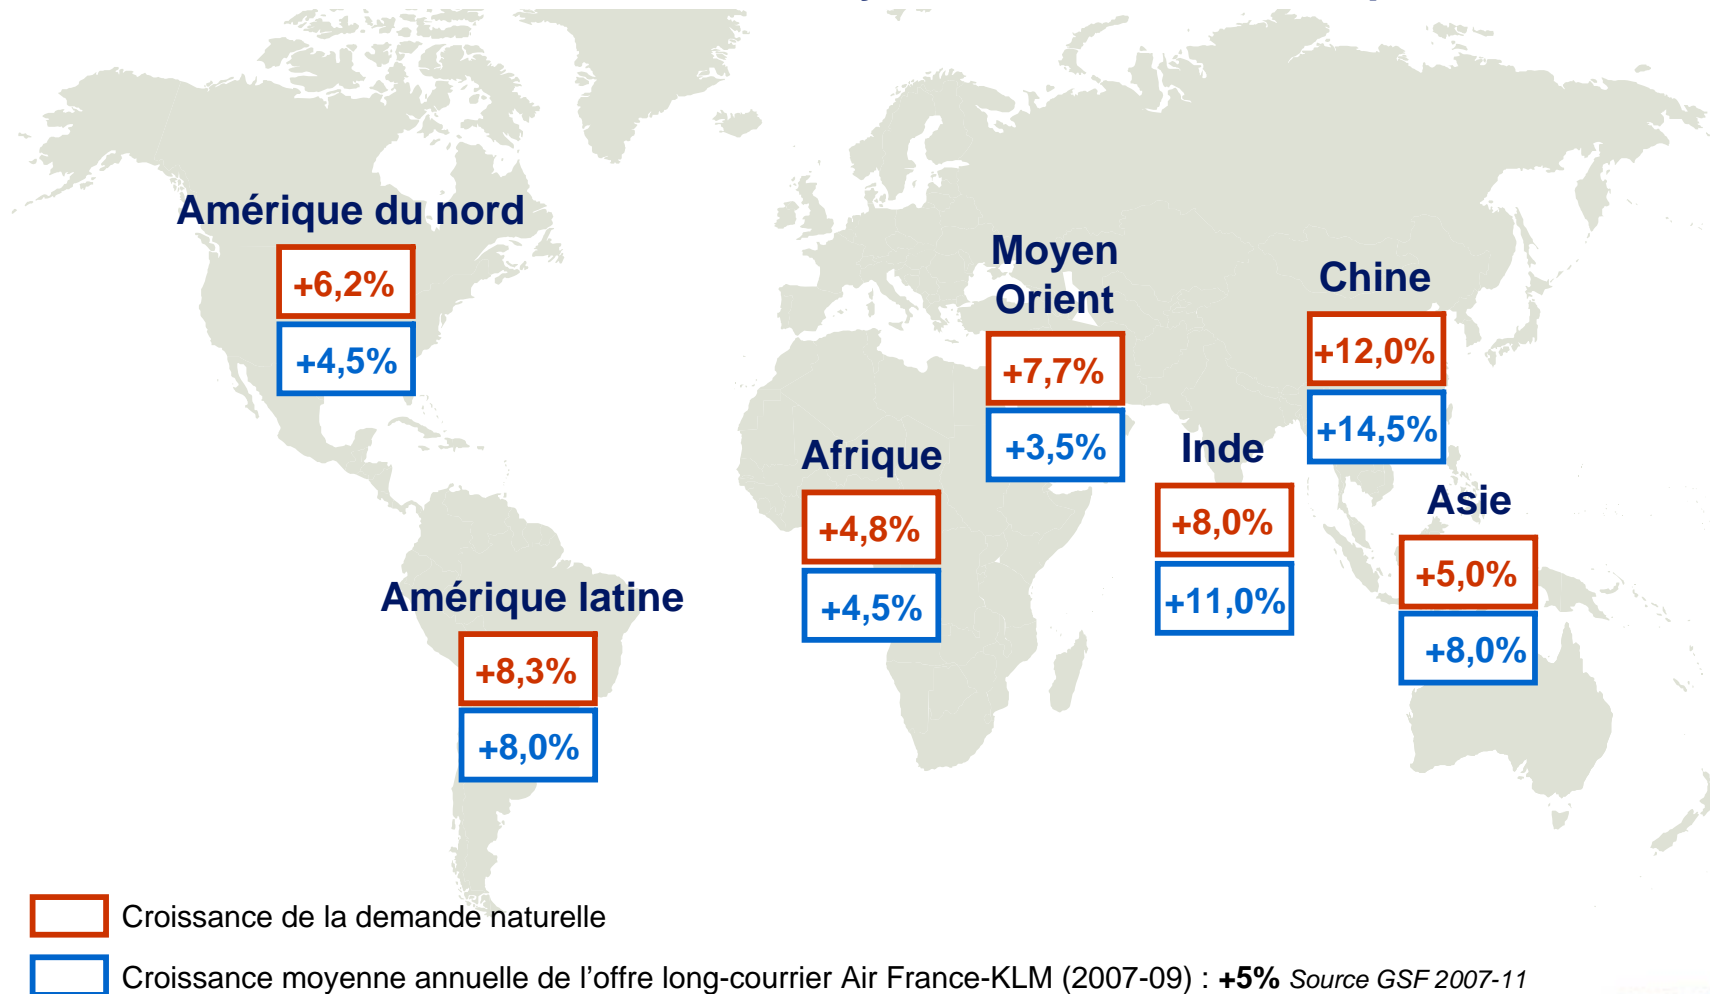 Amérique du nord
+6,2%
+4,5%
Moyen
Orient
+7,7%
+3,5%
Chine
+12,0%
+14,5%
Afrique
+4,8%
+4,5%
Inde
+8,0%
+11,0%
Asie
+5,0%
+8,0%
Amérique latine
+8,3%
+8,0%
Croissance de la demande naturelle
Croissance moyenne annuelle de l’offre long-courrier Air France-KLM (2007-09) : +5% Source GSF 2007-11